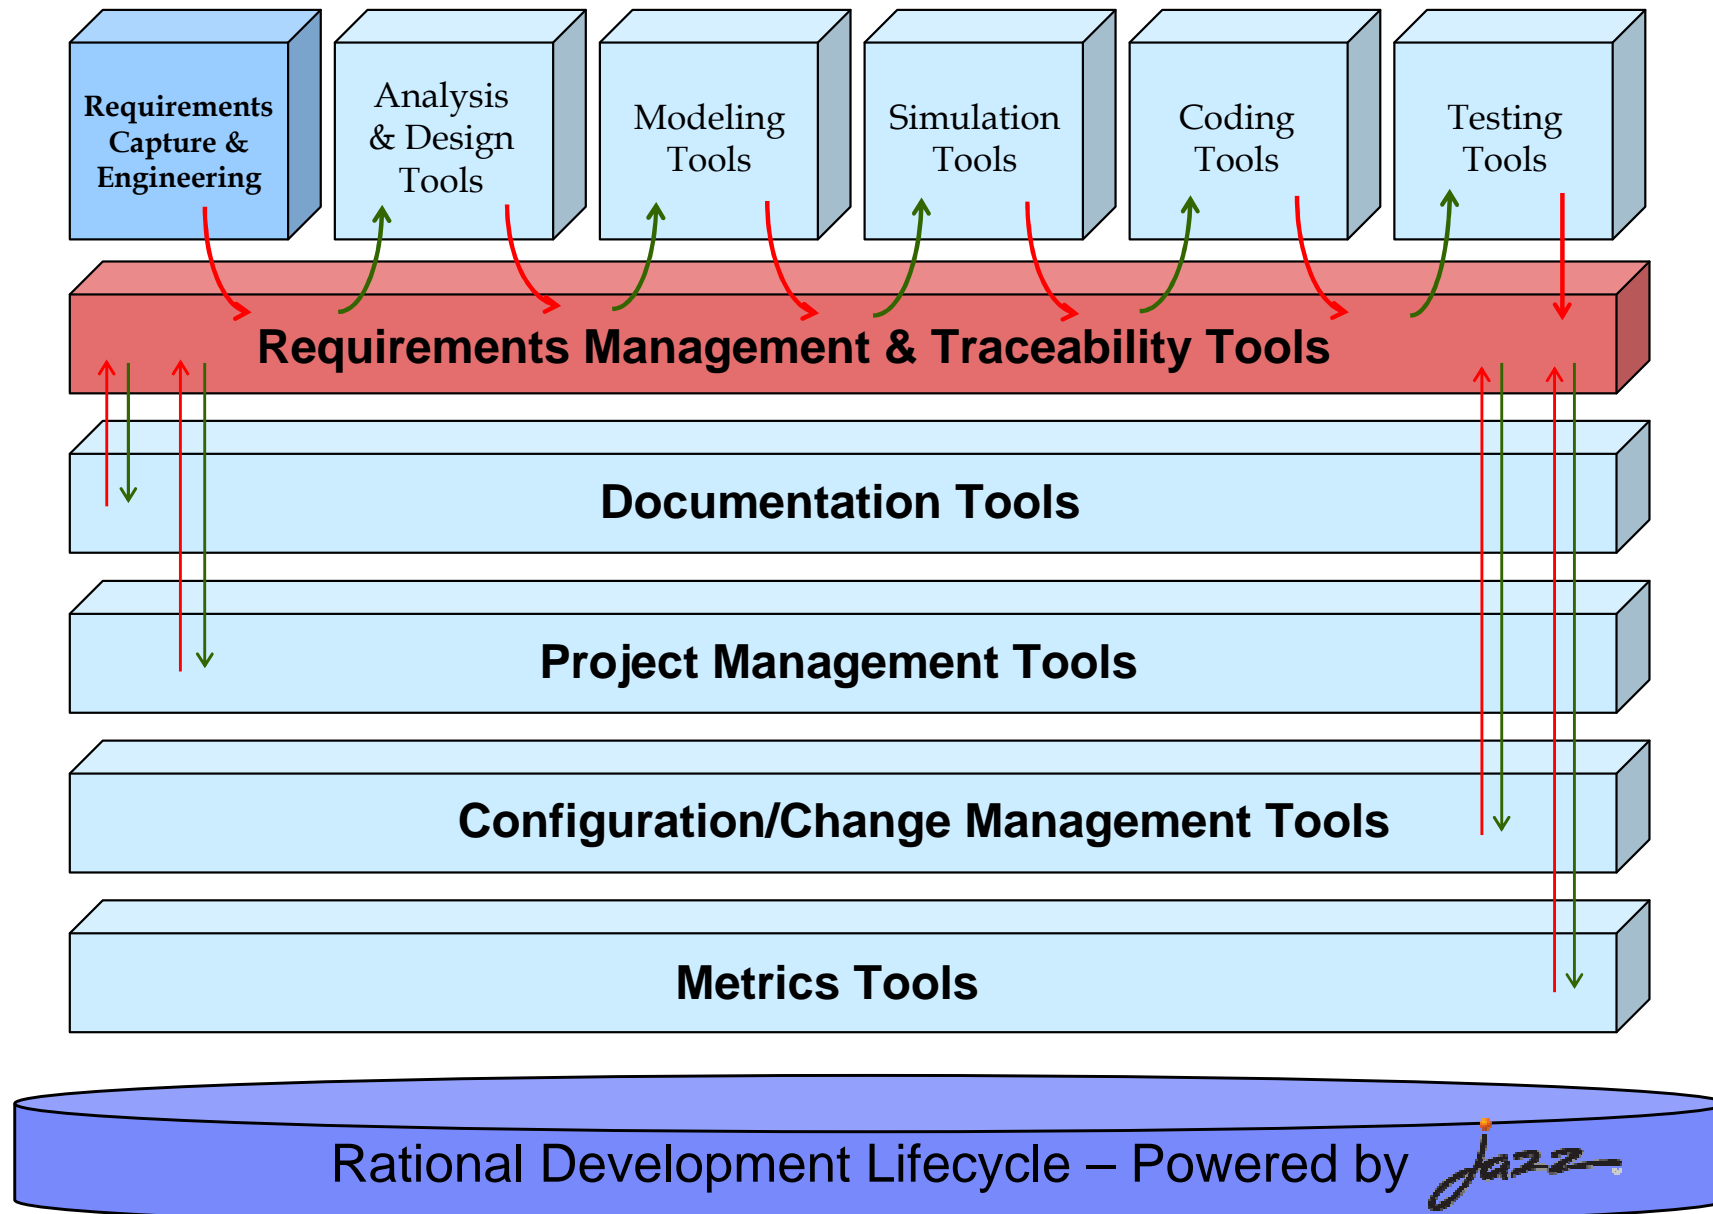 Requirements
Capture &
Engineering
Analysis
& Design
Tools
Modeling
Tools
Simulation
Tools
Coding
Tools
Testing
Tools
Requirements Management & Traceability Tools
Documentation Tools
Project Management Tools
Configuration/Change Management Tools
Metrics Tools
Rational Development Lifecycle – Powered by jazz